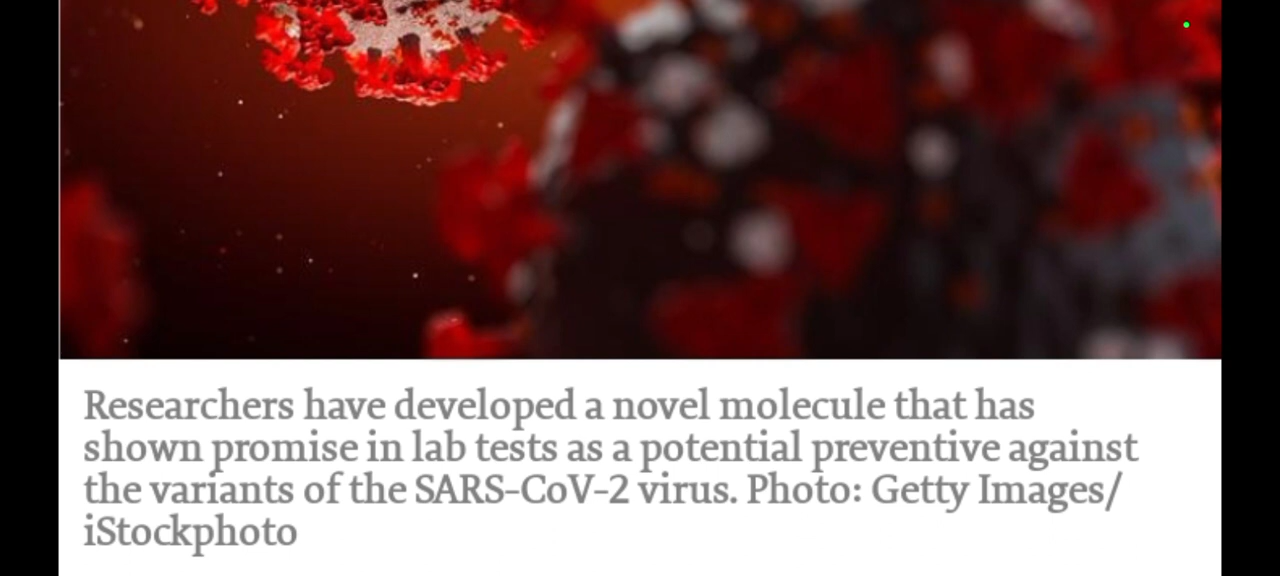 Researchers have developed a novel molecule that has
shown promise in lab tests as a potential preventive against
the variants of the SARS-CoV-2 virus. Photo: Getty Images/
iStockphoto